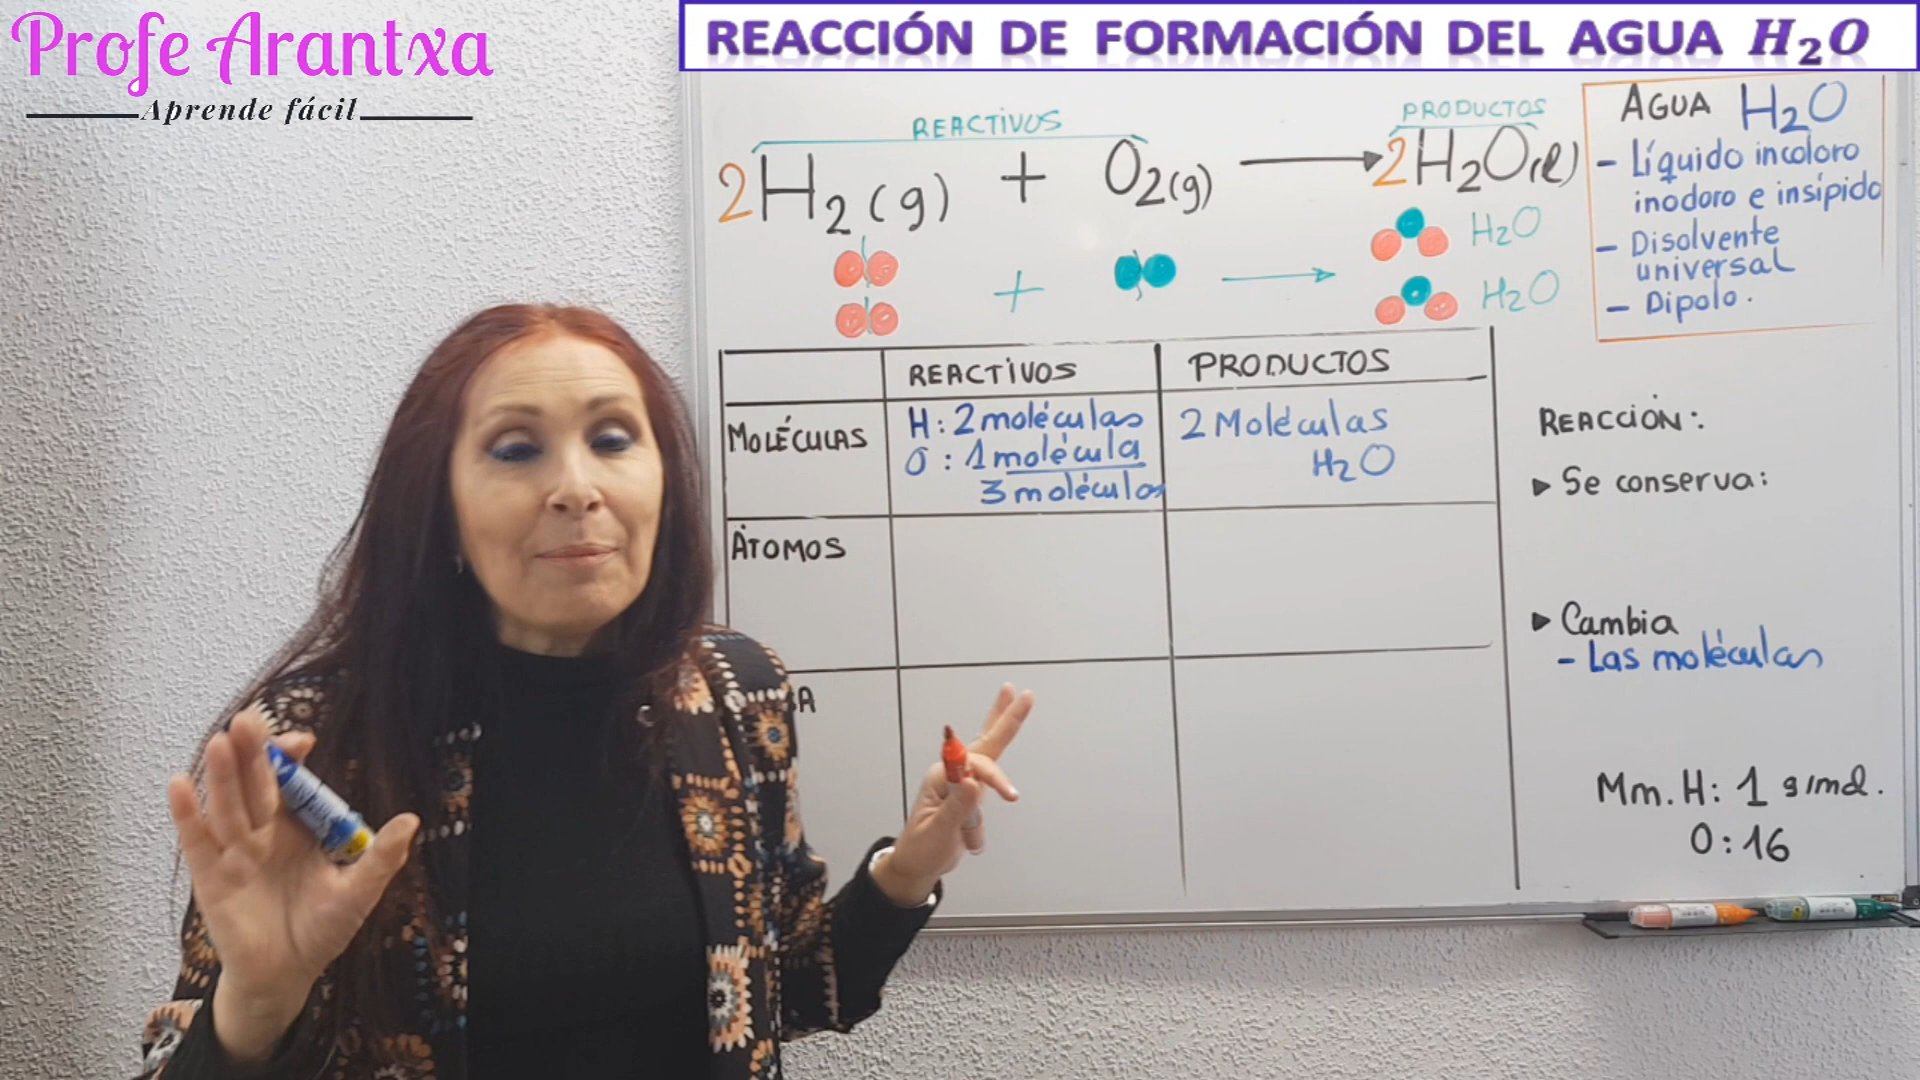 Profe Arantxa
Aprende fácil
REACCIÓN DE FORMACIÓN DEL AGUA H₂O
REACTIVOS
PRODUCTOS
2H₂(g) + O₂(g) → 2H₂O(l)
+ → H₂O
H₂O
AGUA H₂O
- Líquido incoloro
inodoro e insípido
- Disolvente
universal
- Dipolo.
REACTIVOS PRODUCTOS
MOLÉCULAS
H: 2 moléculas
O: 1 molécula
3 moléculas
2 Moléculas
H₂O
ÁTOMOS
A
REACCIÓN:
▶ Se conserva:
▶ Cambia
- Las moléculas
Mm. H: 1 g/mol.
O: 16